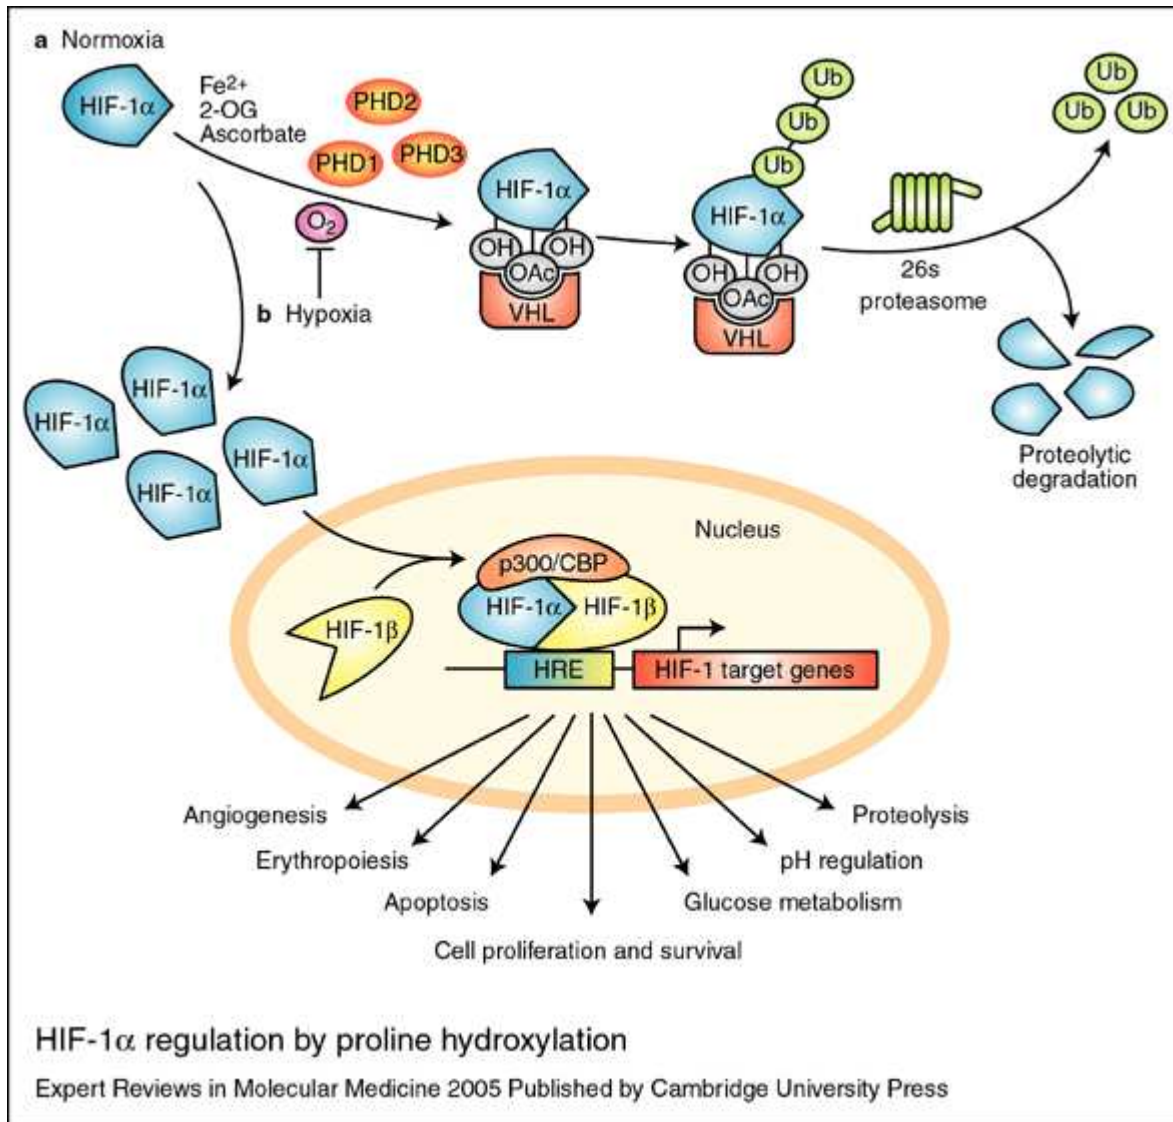 a Normoxia
HIF-1α
Fe²⁺
2-OG
Ascorbate
PHD2
PHD1
PHD3
O₂
HIF-1α
OH
OH
OAc
VHL
Ub
Ub
Ub
HIF-1α
OH
OH
OAc
VHL
26s
proteasome
Ub
Ub
Ub
Proteolytic
degradation
b Hypoxia
HIF-1α
HIF-1α
HIF-1α
HIF-1α
Nucleus
p300/CBP
HIF-1α
HIF-1β
HIF-1β
HRE
HIF-1 target genes
Angiogenesis
Erythropoiesis
Apoptosis
Cell proliferation and survival
Glucose metabolism
pH regulation
Proteolysis
HIF-1α regulation by proline hydroxylation
Expert Reviews in Molecular Medicine 2005 Published by Cambridge University Press